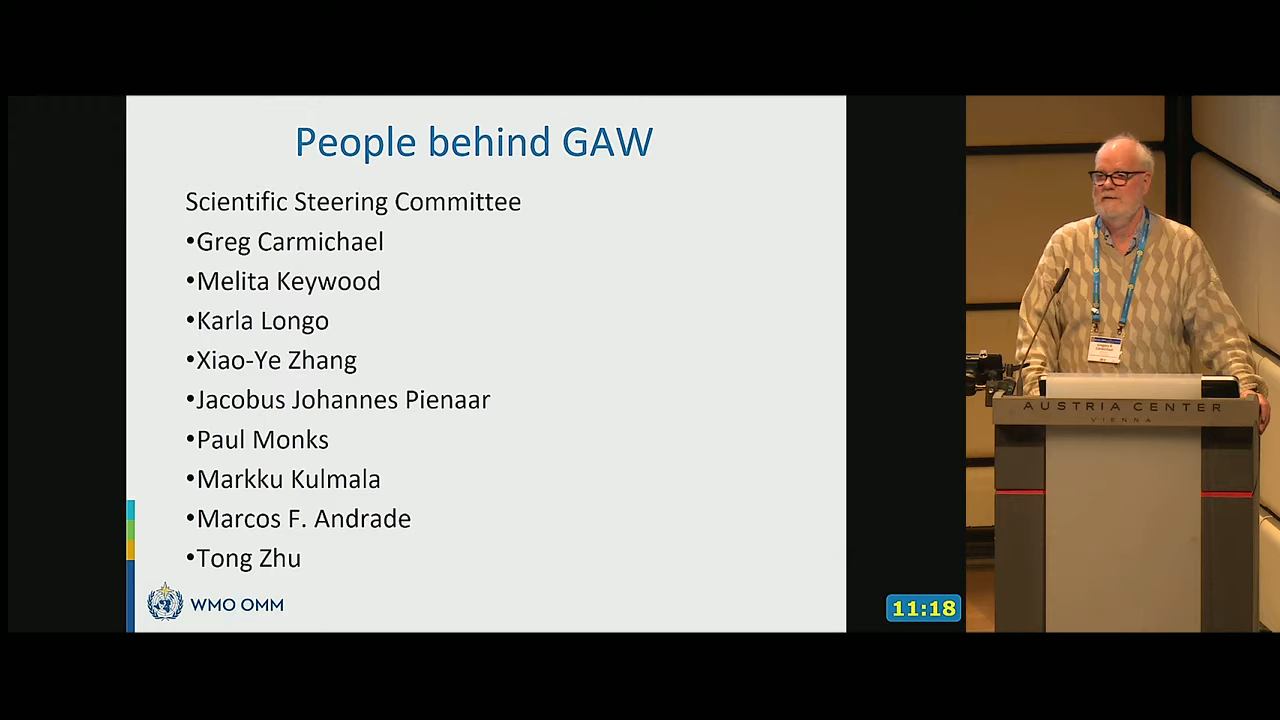 People behind GAW
Scientific Steering Committee
•Greg Carmichael
•Melita Keywood
•Karla Longo
•Xiao-Ye Zhang
•Jacobus Johannes Pienaar
•Paul Monks
•Markku Kulmala
•Marcos F. Andrade
•Tong Zhu
WMO OMM
11:18
AUSTRIA CENTER
VIENNA